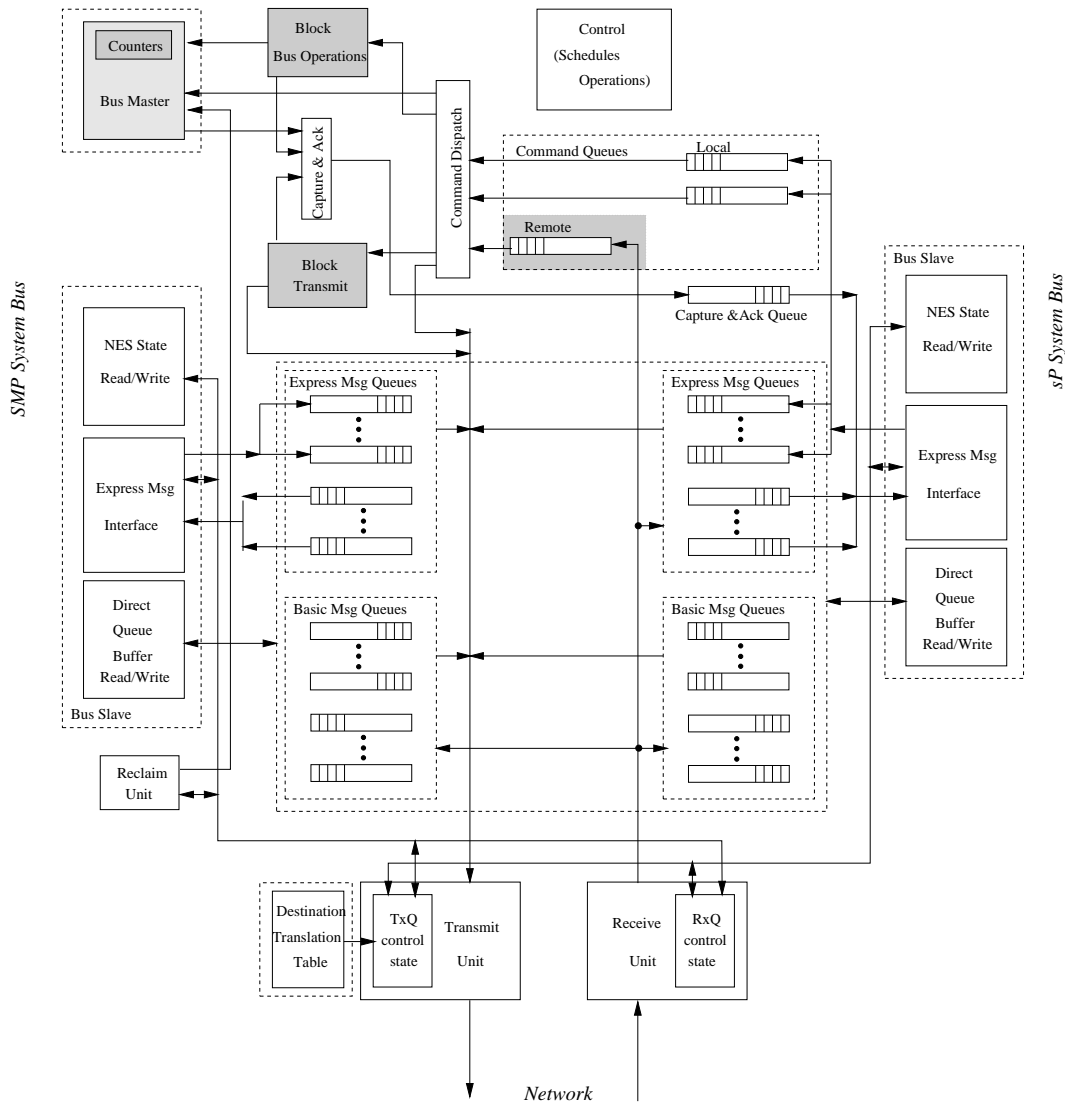 Counters
Bus Master
Block
Bus Operations
Control
(Schedules
Operations)
Capture & Ack
Command Dispatch
Command Queues
Local
Remote
Block
Transmit
Capture &Ack Queue
SMP System Bus
sP System Bus
NES State
Read/Write
Express Msg
Interface
Direct
Queue
Buffer
Read/Write
Bus Slave
Express Msg Queues
Basic Msg Queues
Express Msg Queues
Basic Msg Queues
Bus Slave
NES State
Read/Write
Express Msg
Interface
Direct
Queue
Buffer
Read/Write
Reclaim
Unit
Destination
Translation
Table
TxQ
control
state
Transmit
Unit
Receive
Unit
RxQ
control
state
Network